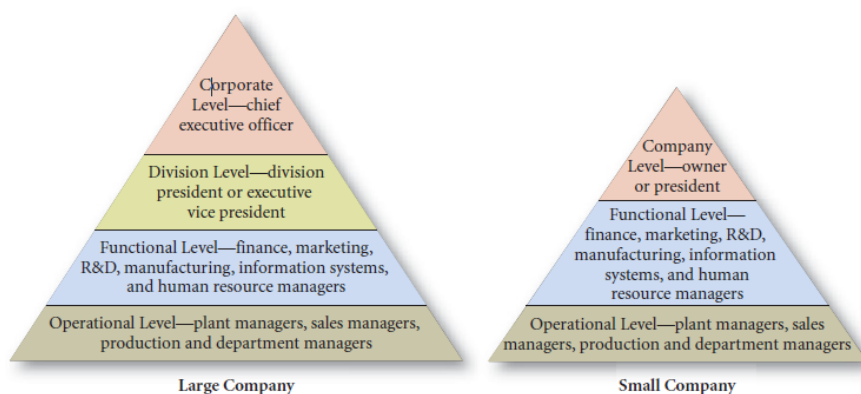 Corporate
Level—chief
executive officer
Division Level—division
president or executive
vice president
Functional Level—finance, marketing,
R&D, manufacturing, information systems,
and human resource managers
Operational Level—plant managers, sales managers,
production and department managers
Large Company
Company
Level—owner
or president
Functional Level—
finance, marketing, R&D,
manufacturing, information
systems, and human
resource managers
Operational Level—plant managers, sales
managers, production and department managers
Small Company